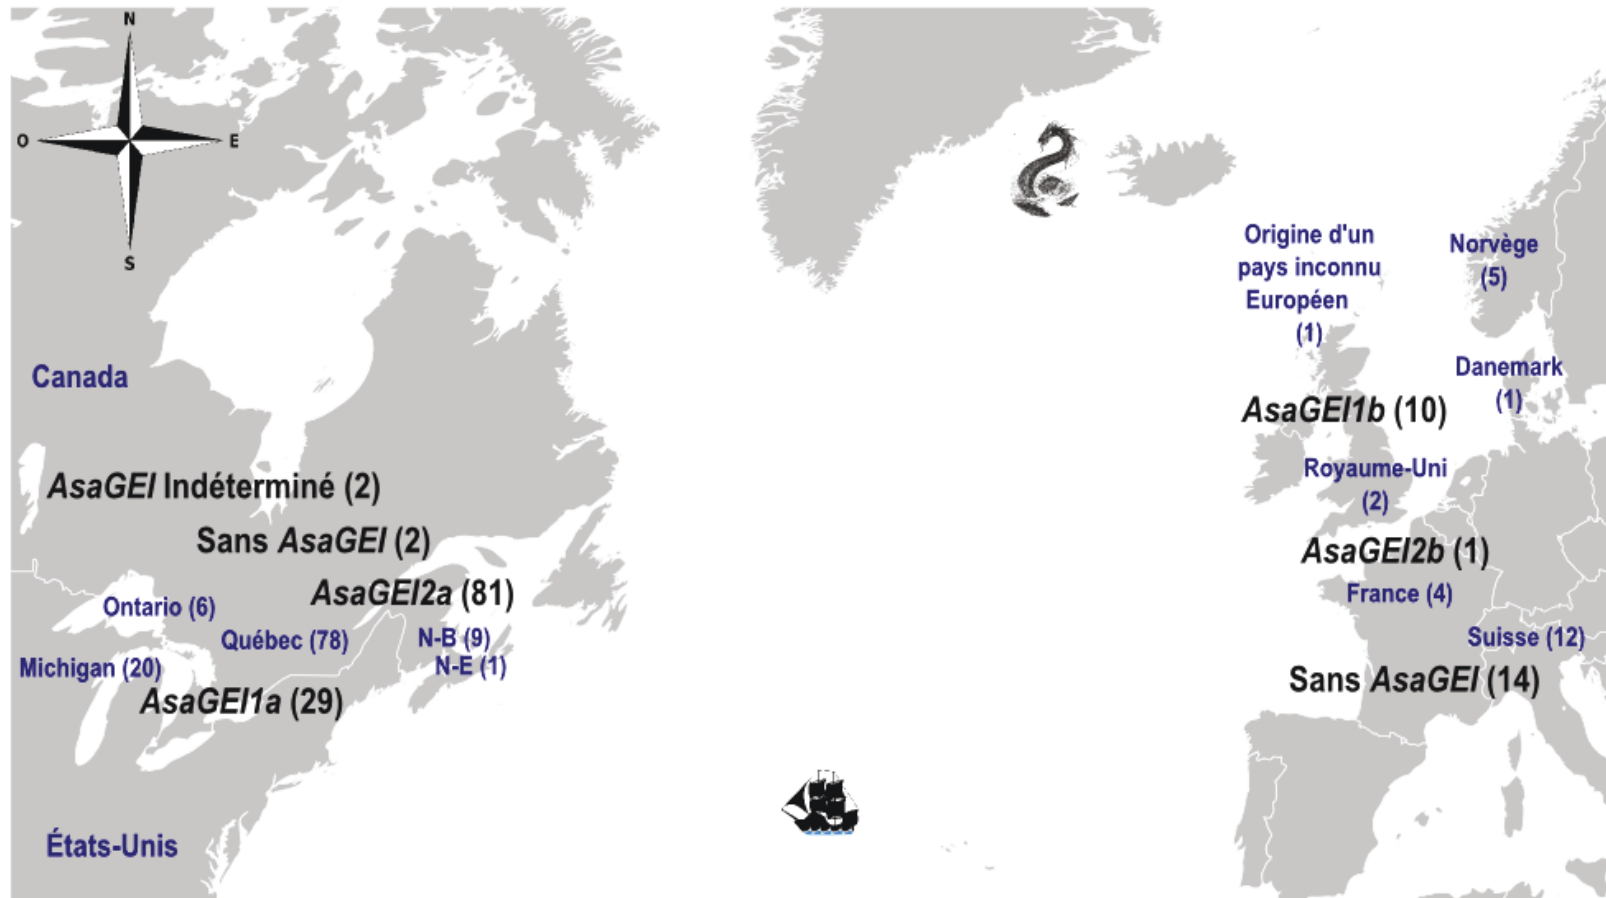 N
O
E
S
Canada
AsaGEI Indéterminé (2)
Sans AsaGEI (2)
AsaGEI2a (81)
Ontario (6)
Québec (78)
N-B (9)
N-E (1)
Michigan (20)
AsaGEI1a (29)
États-Unis
Origine d'un
pays inconnu
Européen
(1)
Norvège
(5)
Danemark
(1)
AsaGEI1b (10)
Royaume-Uni
(2)
AsaGEI2b (1)
France (4)
Suisse (12)
Sans AsaGEI (14)